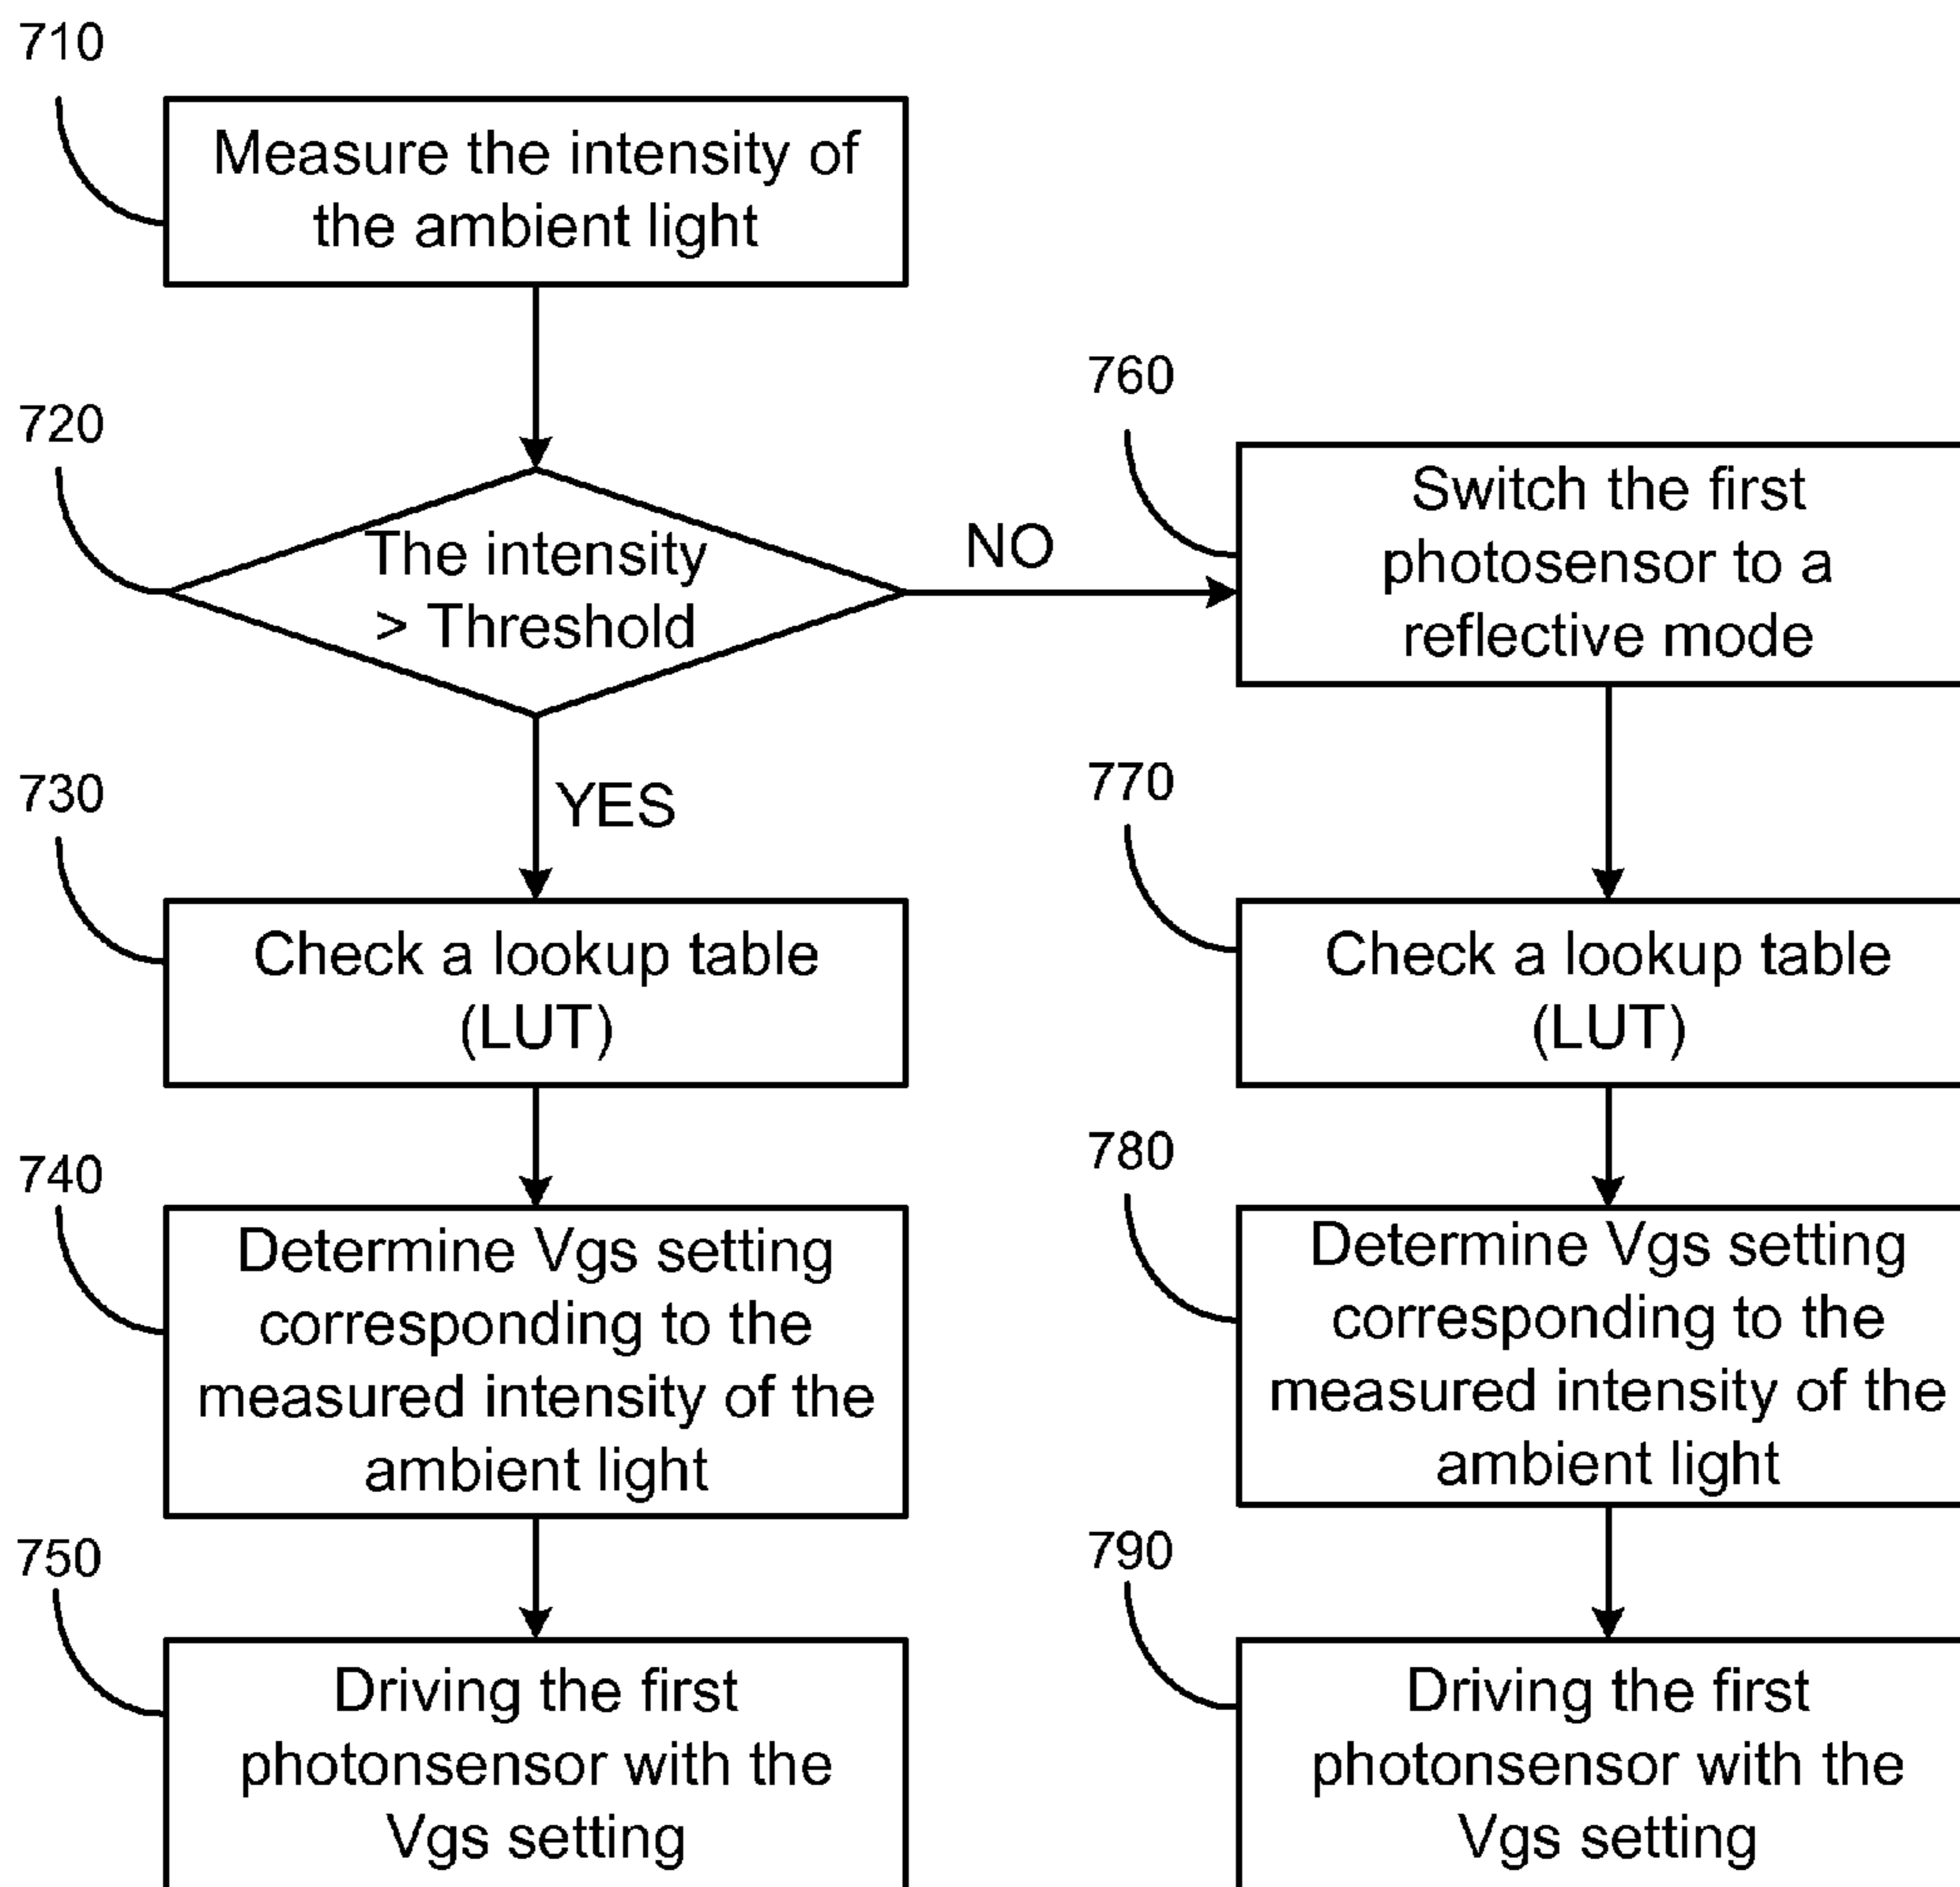 710
Measure the intensity of
the ambient light
720
The intensity
> Threshold
NO
YES
730
Check a lookup table
(LUT)
740
Determine Vgs setting
corresponding to the
measured intensity of the
ambient light
750
Driving the first
photonsensor with the
Vgs setting
760
Switch the first
photosensor to a
reflective mode
770
Check a lookup table
(LUT)
780
Determine Vgs setting
corresponding to the
measured intensity of the
ambient light
790
Driving the first
photonsensor with the
Vgs setting